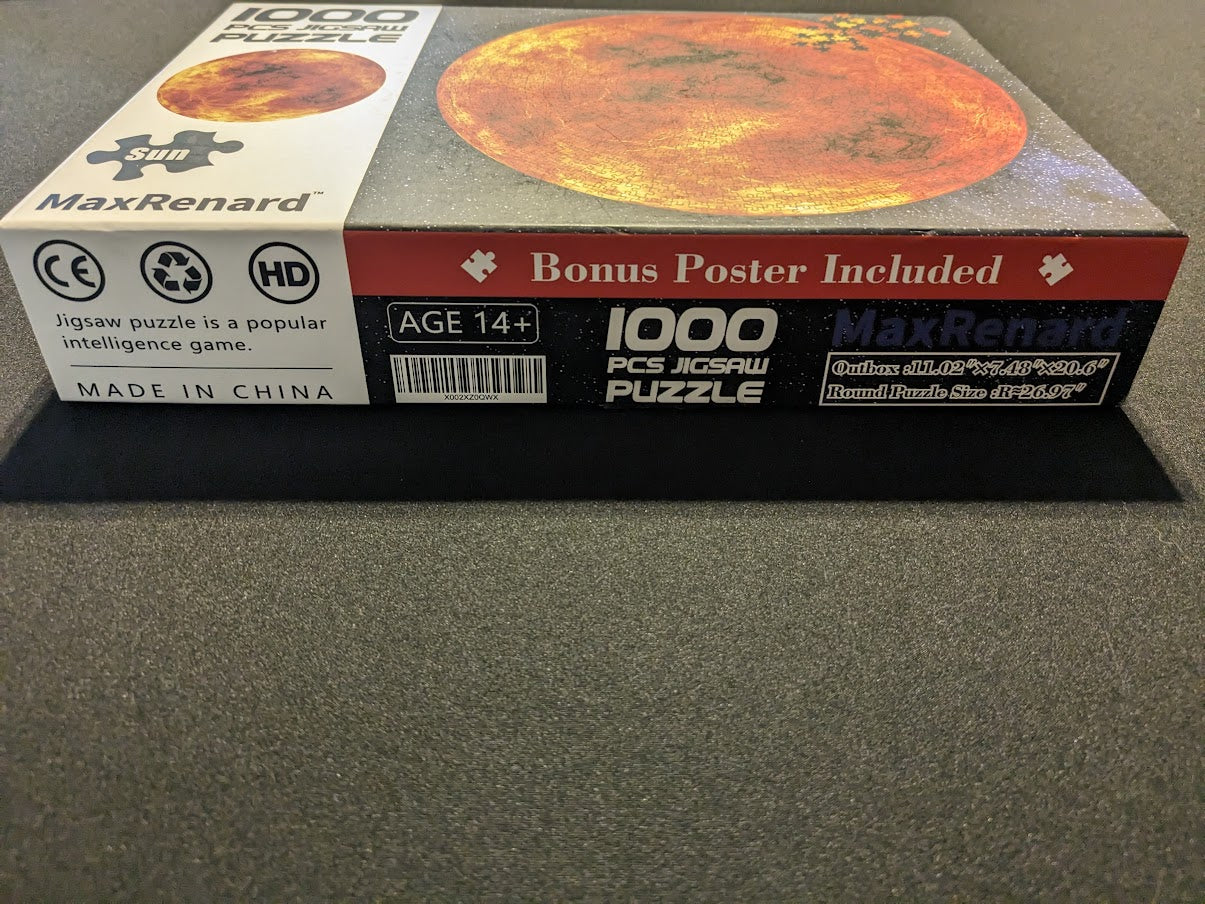 1000
PCS JIGSAW
PUZZLE
Sun
MaxRenard™
CE
HD
Jigsaw puzzle is a popular
intelligence game.
MADE IN CHINA
Bonus Poster Included
AGE 14+
X002XZ0QWX
1000
PCS JIGSAW
PUZZLE
MaxRenard
Outbox :11.02"×7.43"×20.6"
Round Puzzle Size :R≈26.97"